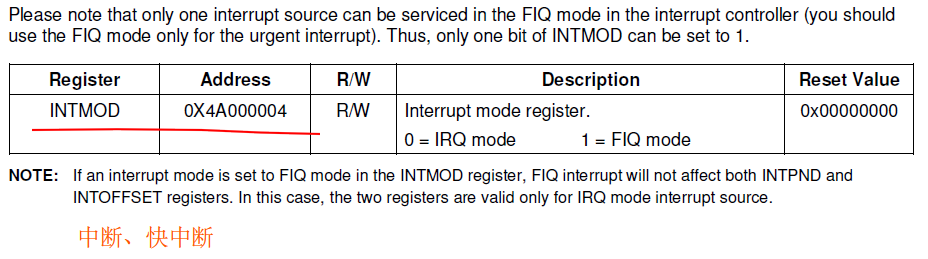 Please note that only one interrupt source can be serviced in the FIQ mode in the interrupt controller (you should
use the FIQ mode only for the urgent interrupt). Thus, only one bit of INTMOD can be set to 1.
Register Address R/W Description Reset Value
INTMOD 0X4A000004 R/W Interrupt mode register. 0x00000000
0 = IRQ mode 1 = FIQ mode
NOTE: If an interrupt mode is set to FIQ mode in the INTMOD register, FIQ interrupt will not affect both INTPND and
INTOFFSET registers. In this case, the two registers are valid only for IRQ mode interrupt source.
中断、快中断